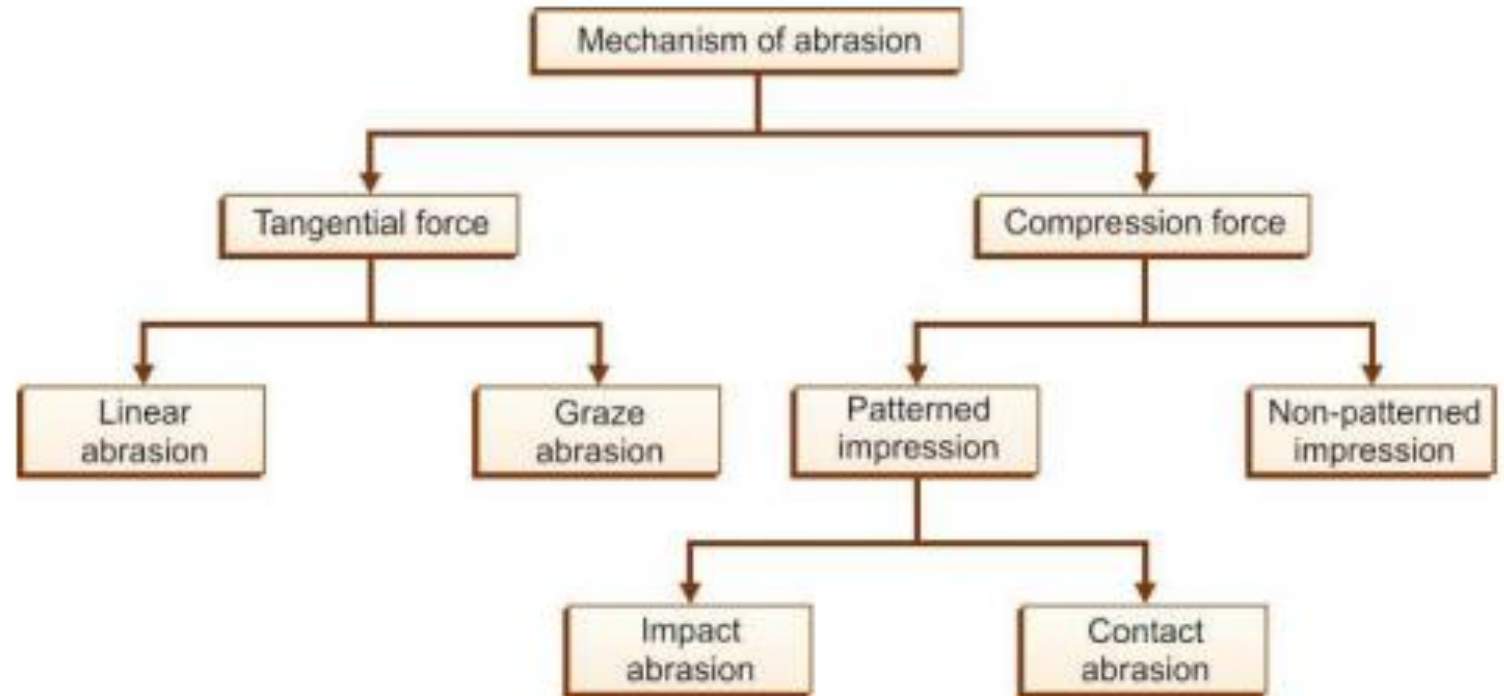 Mechanism of abrasion
Tangential force
Compression force
Linear
abrasion
Graze
abrasion
Patterned
impression
Non-patterned
impression
Impact
abrasion
Contact
abrasion